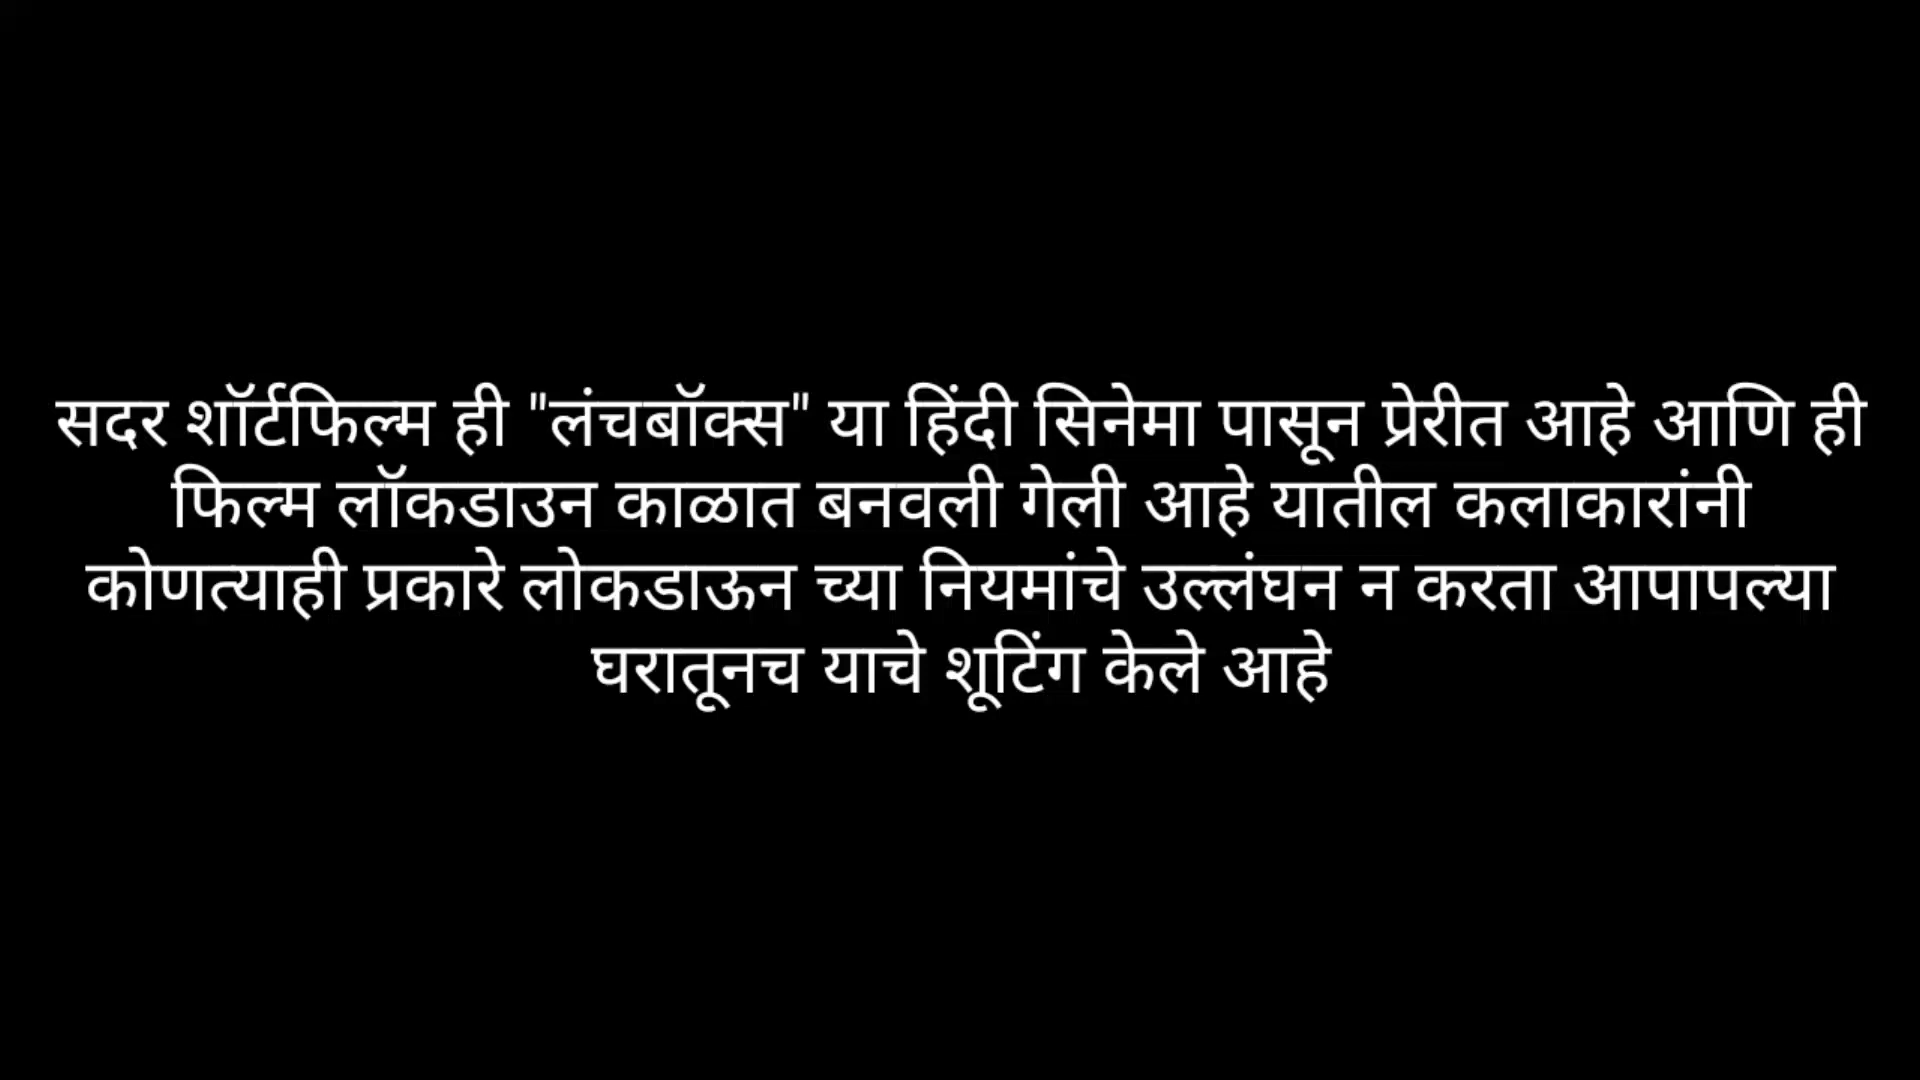 सदर शॉर्टफिल्म ही "लंचबॉक्स" या हिंदी सिनेमा पासून प्रेरीत आहे आणि ही
फिल्म लॉकडाउन काळात बनवली गेली आहे यातील कलाकारांनी
कोणत्याही प्रकारे लोकडाऊन च्या नियमांचे उल्लंघन न करता आपापल्या
घरातूनच याचे शूटिंग केले आहे